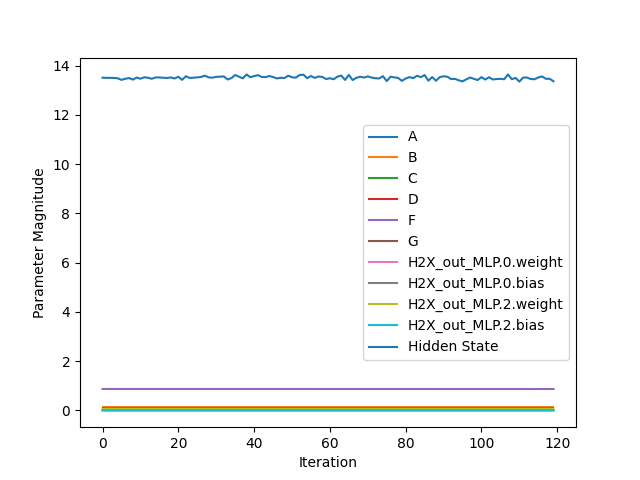 14
12
10
8
6
4
2
0
Parameter Magnitude
A
B
C
D
F
G
H2X_out_MLP.0.weight
H2X_out_MLP.0.bias
H2X_out_MLP.2.weight
H2X_out_MLP.2.bias
Hidden State
0 20 40 60 80 100 120
Iteration